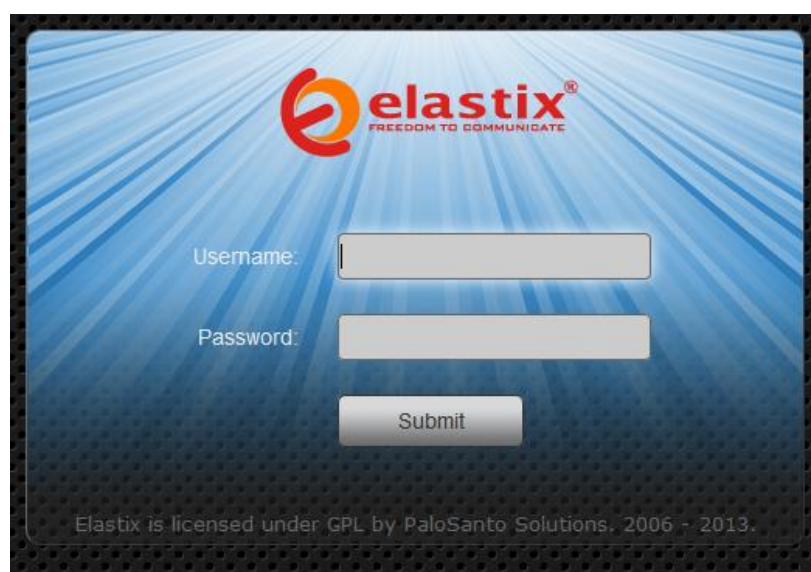 elastix®
FREEDOM TO COMMUNICATE
Username:
Password:
Submit
Elastix is licensed under GPL by PaloSanto Solutions. 2006 - 2013.